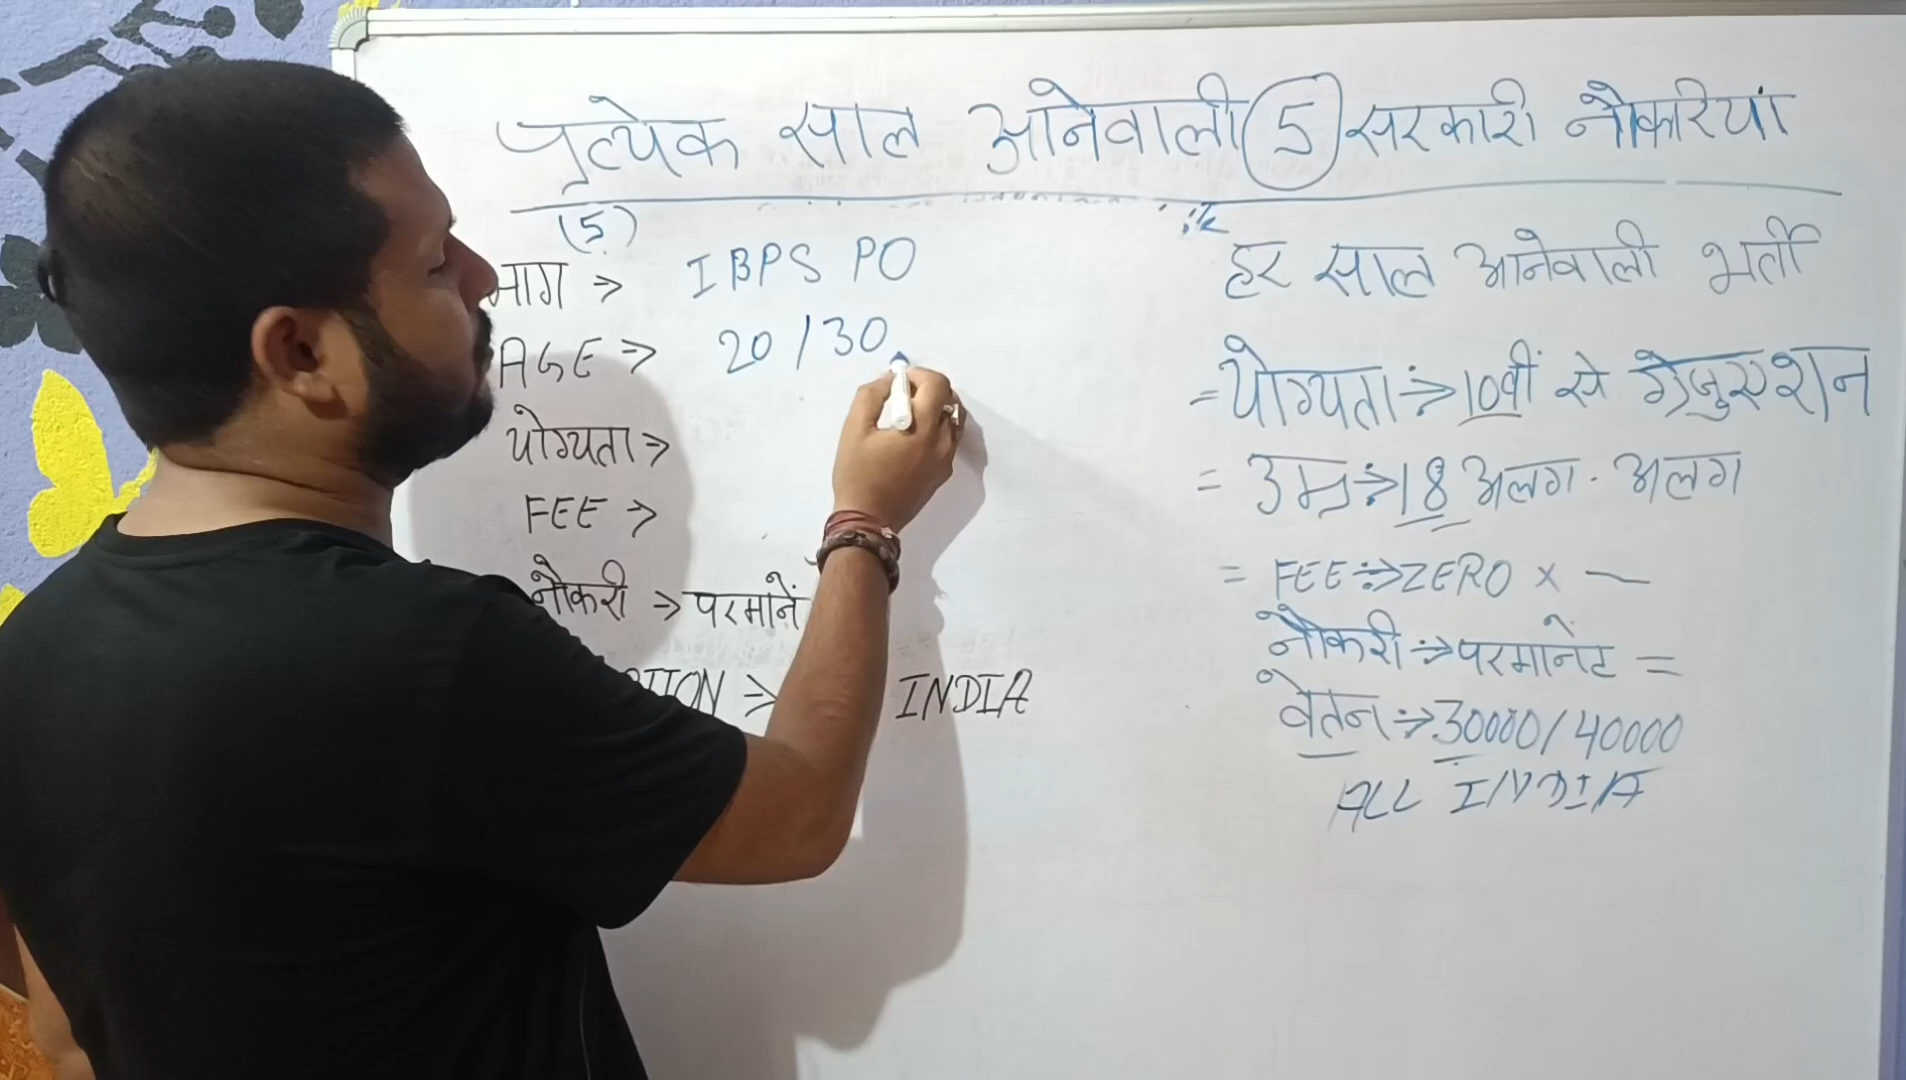 प्रत्येक साल आनेवाली 5 सरकारी नौकरियां
(5)
IBPS PO
AGE ⇒ 20/30
योग्यता ⇒
FEE ⇒
नौकरी ⇒ परमानें
INDIA
हर साल आनेवाली भर्ती
= योग्यता ⇒ 10वीं से ग्रेजुएशन
= उम्र ⇒ 18 अलग-अलग
= FEE ⇒ ZERO × —
नौकरी ⇒ परमानेंट =
वेतन ⇒ 30000/40000
ALL INDIA